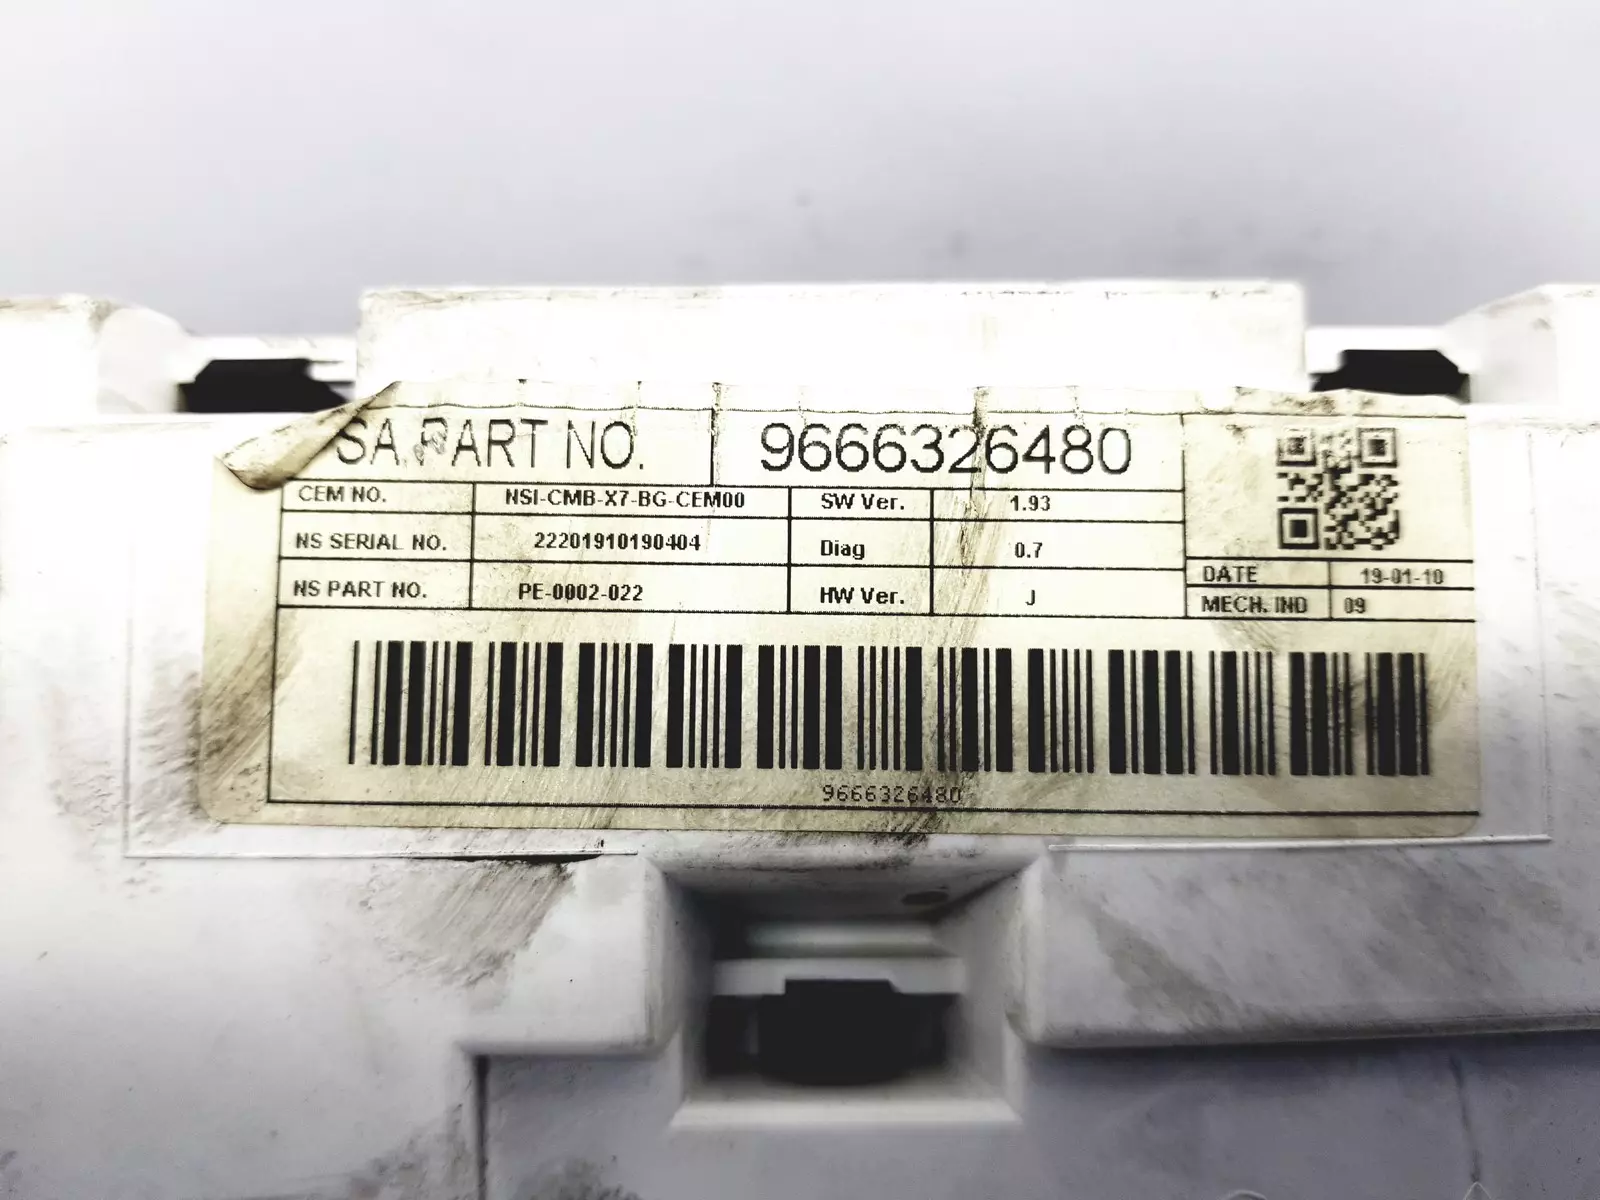 SA.PART NO. 9666326480
CEM NO. NSI-CMB-X7-BG-CEM00 SW Ver. 1.93
NS SERIAL NO. 22201910190404 Diag 0.7
NS PART NO. PE-0002-022 HW Ver. J
DATE 19-01-10
MECH. IND 09
9666326480